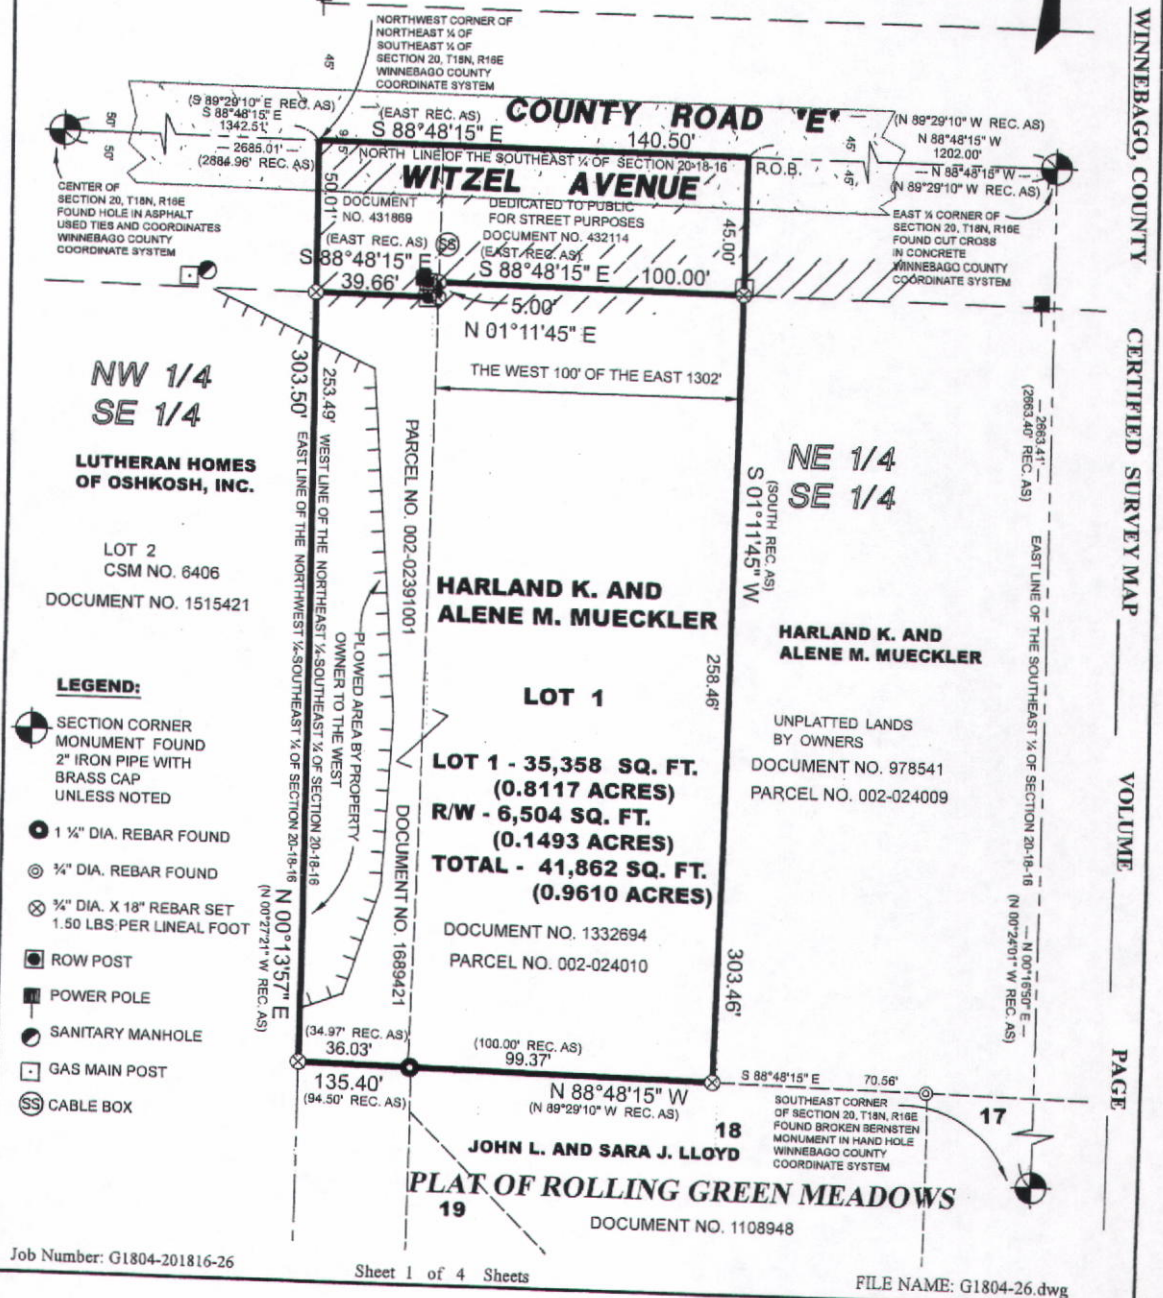 NORTHWEST CORNER OF
NORTHEAST ¼ OF
SOUTHEAST ¼ OF
SECTION 20, T18N, R16E
WINNEBAGO COUNTY
COORDINATE SYSTEM
45'
(S 89°29'10" E REC. AS)
S 88°48'15" E
1342.51'
— 2685.01' —
(2684.96' REC. AS)
50'
50'
(EAST REC. AS)
S 88°48'15" E
COUNTY ROAD "E"
140.50'
45'
45'
(N 89°29'10" W REC. AS)
N 88°48'15" W
1202.00'
— N 88°48'15" W —
(N 89°29'10" W REC. AS)
NORTH LINE OF THE SOUTHEAST ¼ OF SECTION 20-18-16
R.O.B.
WITZEL AVENUE
CENTER OF
SECTION 20, T18N, R16E
FOUND HOLE IN ASPHALT
USED TIES AND COORDINATES
WINNEBAGO COUNTY
COORDINATE SYSTEM
50.01'
DOCUMENT
NO. 431869
DEDICATED TO PUBLIC
FOR STREET PURPOSES
DOCUMENT NO. 432114
45.00'
EAST ¼ CORNER OF
SECTION 20, T18N, R16E
FOUND CUT CROSS
IN CONCRETE
WINNEBAGO COUNTY
COORDINATE SYSTEM
(EAST REC. AS)
S 88°48'15" E
39.66'
SS
(EAST REC. AS)
S 88°48'15" E
100.00'
5.00'
N 01°11'45" E
THE WEST 100' OF THE EAST 1302'
NW 1/4
SE 1/4
LUTHERAN HOMES
OF OSHKOSH, INC.
LOT 2
CSM NO. 6406
DOCUMENT NO. 1515421
303.50'
EAST LINE OF THE NORTHWEST ¼-SOUTHEAST ¼ OF SECTION 20-18-16
253.49'
WEST LINE OF THE NORTHEAST ¼-SOUTHEAST ¼ OF SECTION 20-18-16
N 00°13'57" E
(N 00°27'21" W REC. AS)
PLOWED AREA BY PROPERTY
OWNER TO THE WEST
PARCEL NO. 002-02391001
DOCUMENT NO. 1689421
HARLAND K. AND
ALENE M. MUECKLER
LOT 1
LOT 1 - 35,358 SQ. FT.
(0.8117 ACRES)
R/W - 6,504 SQ. FT.
(0.1493 ACRES)
TOTAL - 41,862 SQ. FT.
(0.9610 ACRES)
DOCUMENT NO. 1332694
PARCEL NO. 002-024010
(SOUTH REC. AS)
S 01°11'45" W
258.46'
303.46'
NE 1/4
SE 1/4
HARLAND K. AND
ALENE M. MUECKLER
UNPLATTED LANDS
BY OWNERS
DOCUMENT NO. 978541
PARCEL NO. 002-024009
— 2663.41' —
(2663.40' REC. AS)
EAST LINE OF THE SOUTHEAST ¼ OF SECTION 20-18-16
— N 00°16'50" E —
(N 00°24'01" W REC. AS)
LEGEND:
SECTION CORNER
MONUMENT FOUND
2" IRON PIPE WITH
BRASS CAP
UNLESS NOTED
1 ¼" DIA. REBAR FOUND
¾" DIA. REBAR FOUND
¾" DIA. X 18" REBAR SET
1.50 LBS PER LINEAL FOOT
ROW POST
POWER POLE
SANITARY MANHOLE
GAS MAIN POST
SS CABLE BOX
(34.97' REC. AS)
36.03'
135.40'
(94.50' REC. AS)
(100.00' REC. AS)
99.37'
N 88°48'15" W
(N 89°29'10" W REC. AS)
S 88°48'15" E 70.56'
SOUTHEAST CORNER
OF SECTION 20, T18N, R16E
FOUND BROKEN BERNSTEN
MONUMENT IN HAND HOLE
WINNEBAGO COUNTY
COORDINATE SYSTEM
17
18
JOHN L. AND SARA J. LLOYD
PLAT OF ROLLING GREEN MEADOWS
19
DOCUMENT NO. 1108948
Job Number: G1804-201816-26
Sheet 1 of 4 Sheets
FILE NAME: G1804-26.dwg
WINNEBAGO, COUNTY CERTIFIED SURVEY MAP VOLUME PAGE